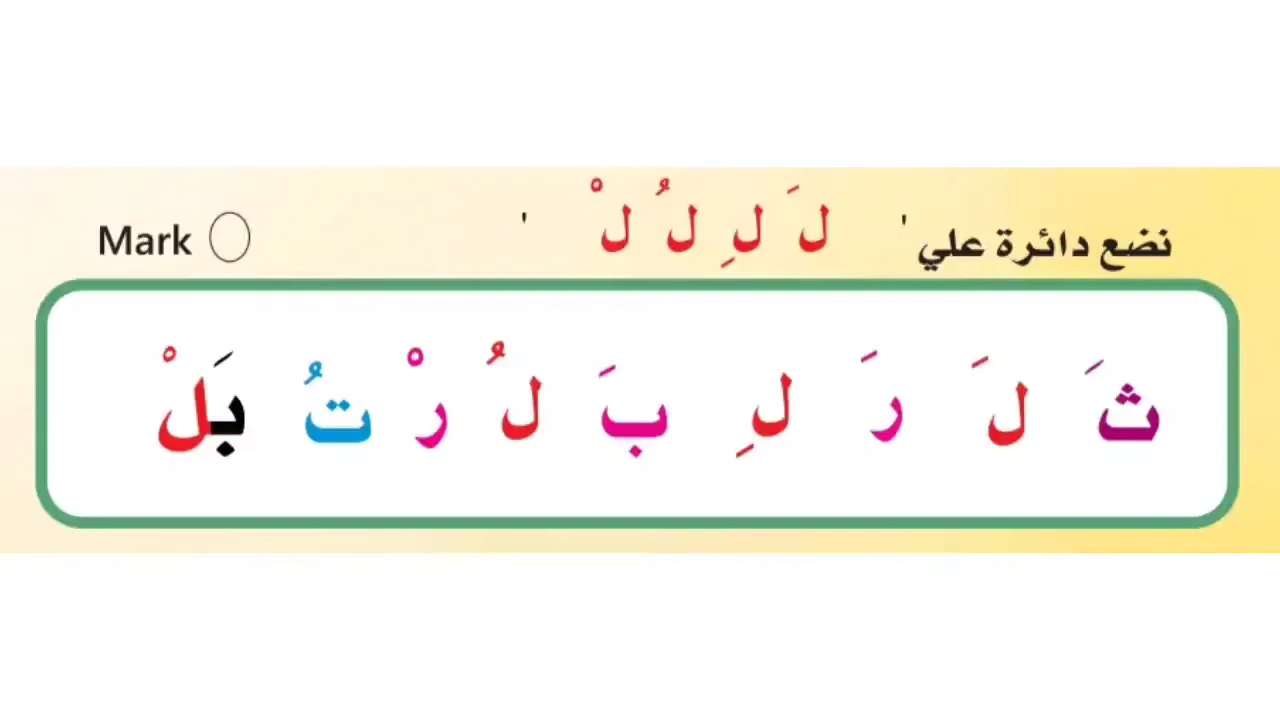 نضع دائرة علي ' لَ لِ لُ لْ ' Mark
ثَ لَ رَ لِ بَ لُ رْ تُ بَلْ